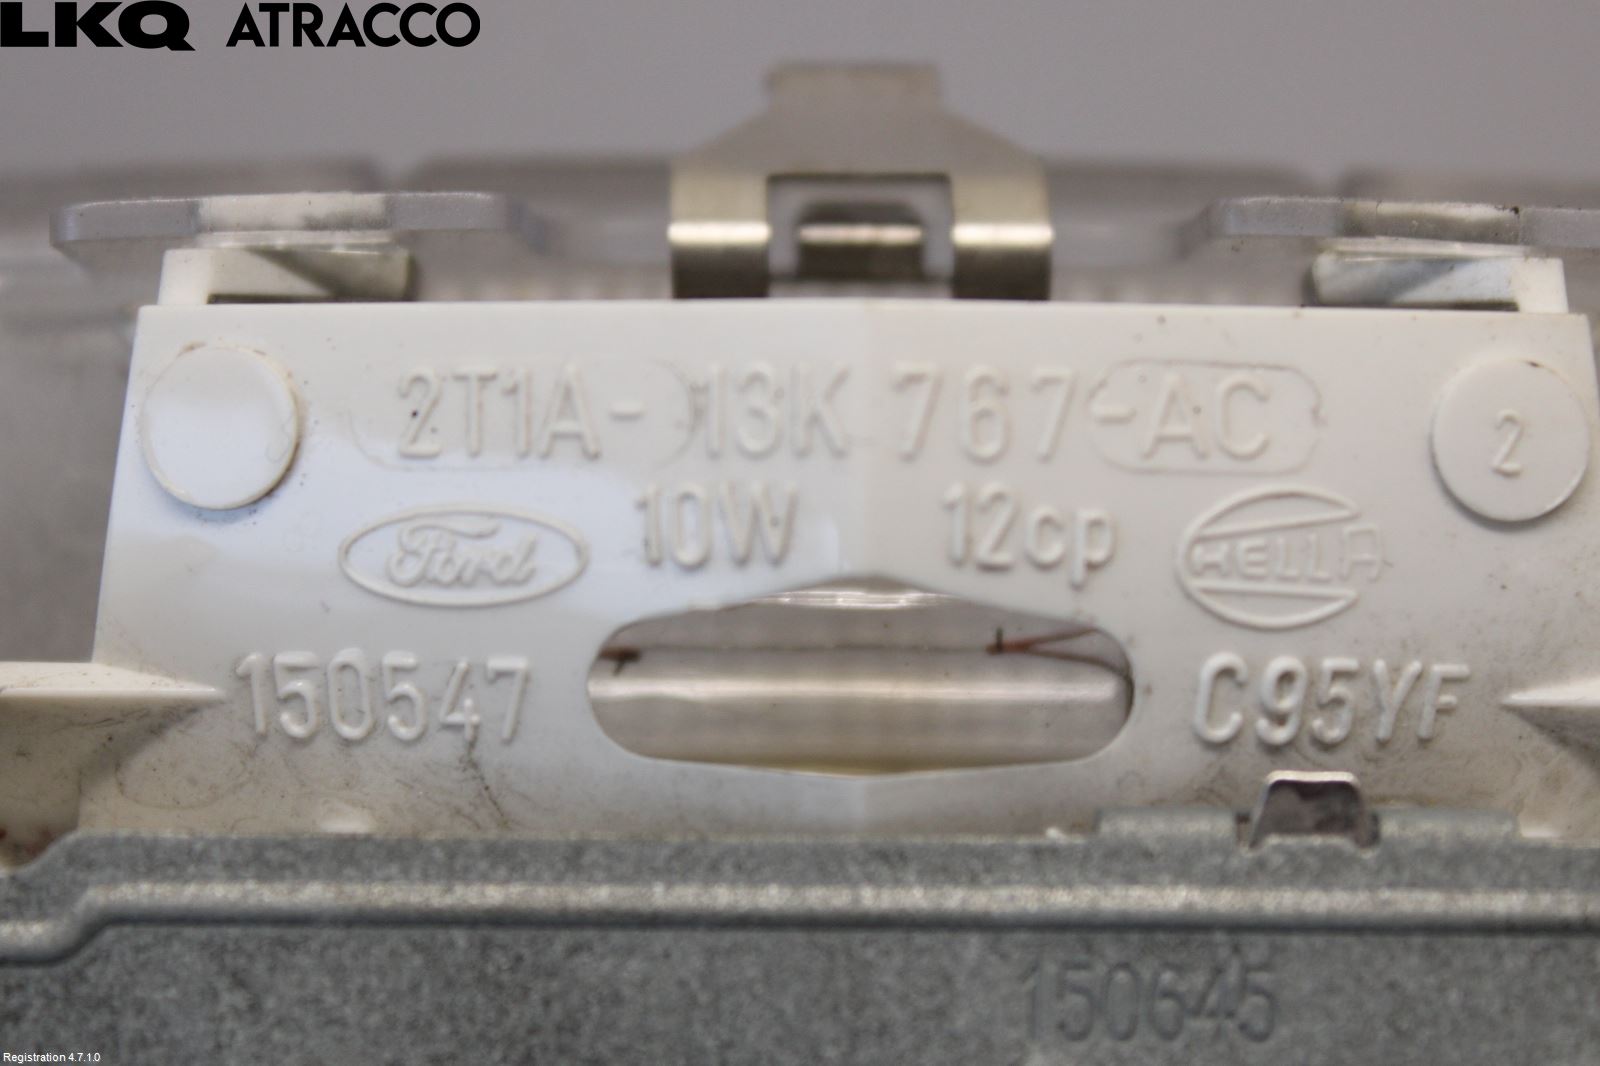 LKQ ATRACCO
2T1A-13K767-AC
2
Ford 10W 12cp HELLA
150547 C95YF
150645
Registration 4.7.1.0